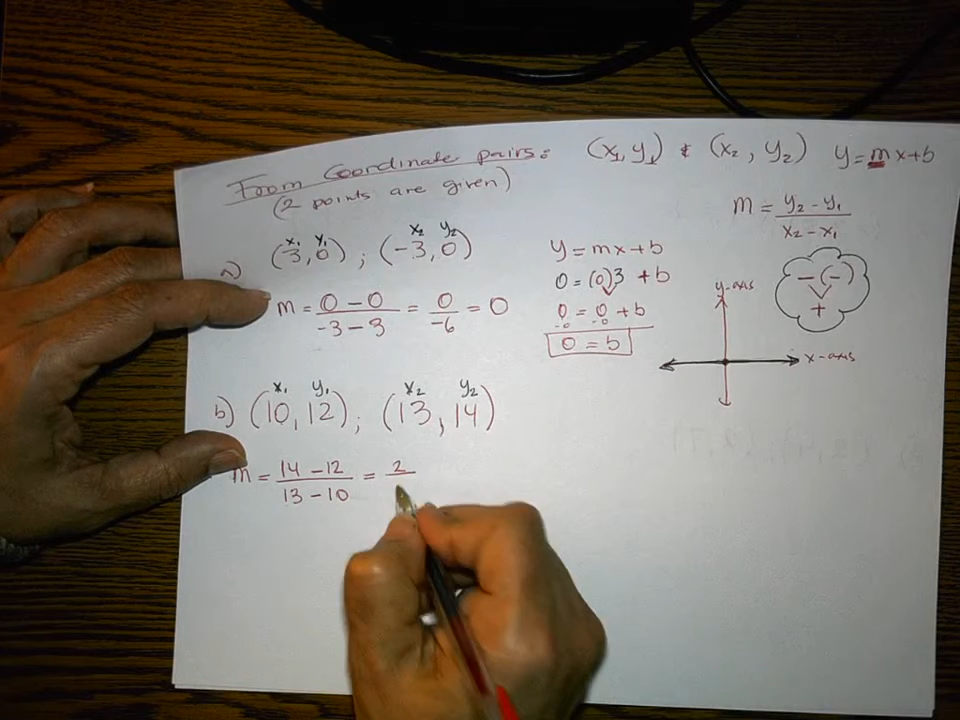 From Coordinate pairs: (x₁, y₁) & (x₂, y₂) y = mx + b
(2 points are given)
m = (y₂ - y₁)/(x₂ - x₁)
x₁ y₁ x₂ y₂
a) (3, 0) ; (-3, 0)
m = (0 - 0)/(-3 - 3) = 0/-6 = 0
y = mx + b
0 = (0)3 + b
0 = 0 + b
-0 -0
0 = b
-(-)
+
y-axis
x-axis
x₁ y₁ x₂ y₂
b) (10, 12) ; (13, 14)
m = (14 - 12)/(13 - 10) = 2